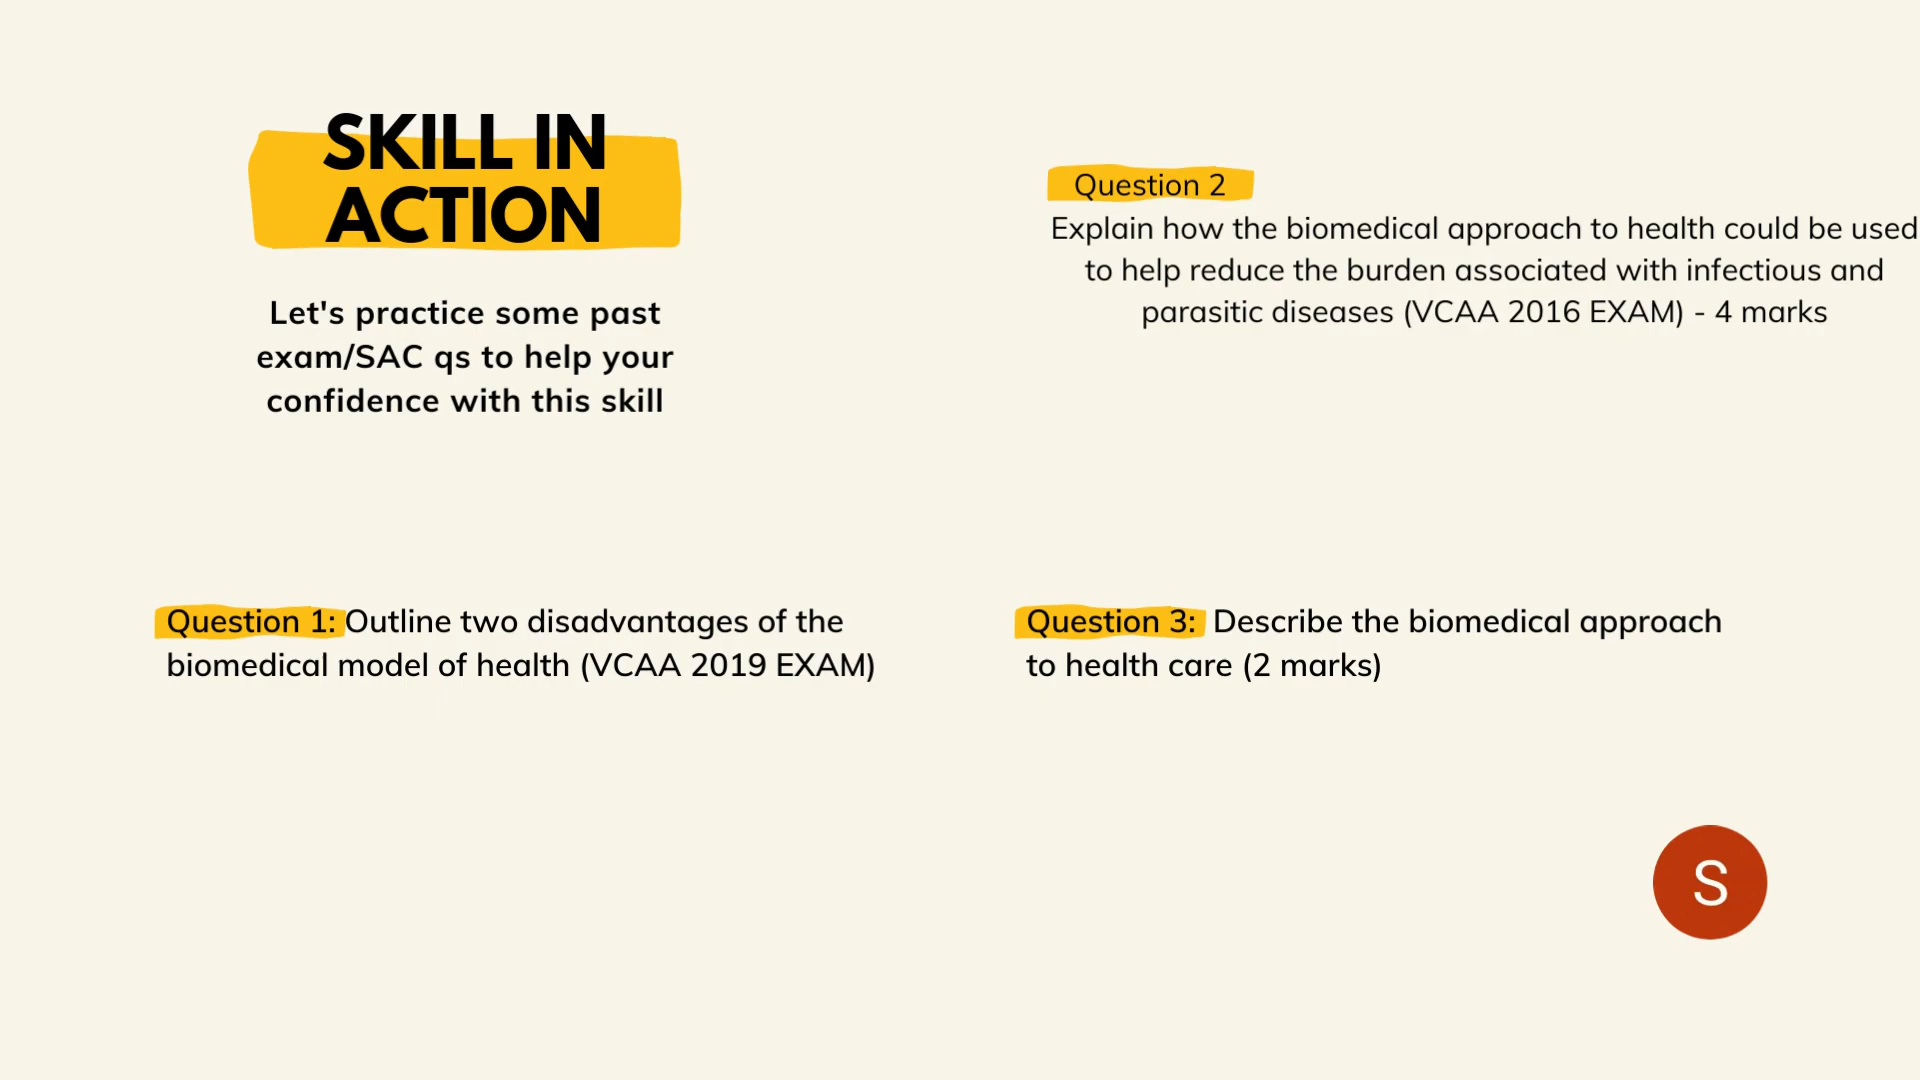 SKILL IN
ACTION
Let's practice some past
exam/SAC qs to help your
confidence with this skill
Question 1: Outline two disadvantages of the
biomedical model of health (VCAA 2019 EXAM)
Question 2
Explain how the biomedical approach to health could be used
to help reduce the burden associated with infectious and
parasitic diseases (VCAA 2016 EXAM) - 4 marks
Question 3: Describe the biomedical approach
to health care (2 marks)
S